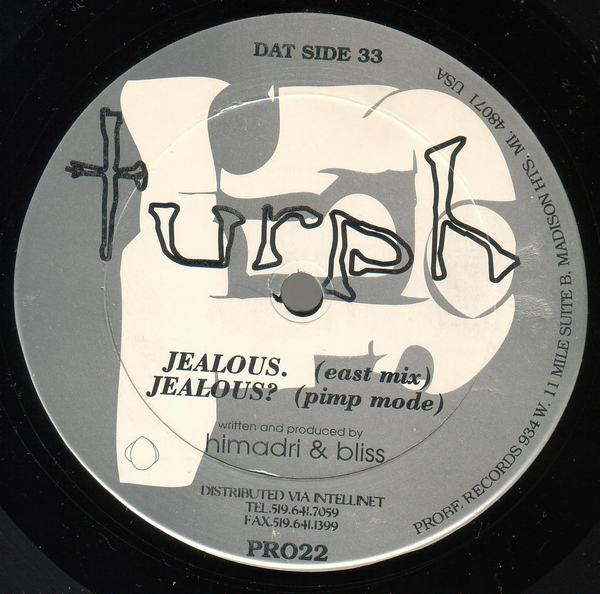 DAT SIDE 33
turph
JEALOUS. (east mix)
JEALOUS? (pimp mode)
written and produced by
himadri & bliss
DISTRIBUTED VIA INTELLINET
TEL.519.641.7059
FAX.519.641.1399
PRO22
PROBE RECORDS 934 W. 11 MILE SUITE B, MADISON HTS. MI. 48071 USA